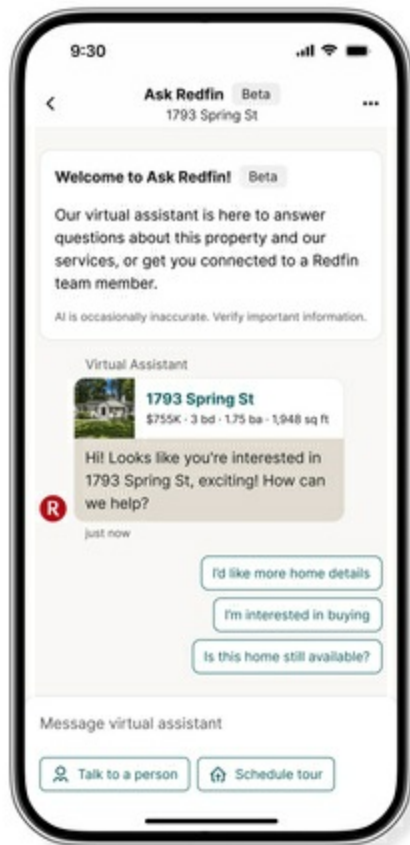 9:30
Ask Redfin Beta
1793 Spring St
Welcome to Ask Redfin! Beta
Our virtual assistant is here to answer
questions about this property and our
services, or get you connected to a Redfin
team member.
AI is occasionally inaccurate. Verify important information.
Virtual Assistant
1793 Spring St
$755K · 3 bd · 1.75 ba · 1,948 sq ft
Hi! Looks like you're interested in
1793 Spring St, exciting! How can
we help?
R
just now
I'd like more home details
I'm interested in buying
Is this home still available?
Message virtual assistant
Talk to a person
Schedule tour